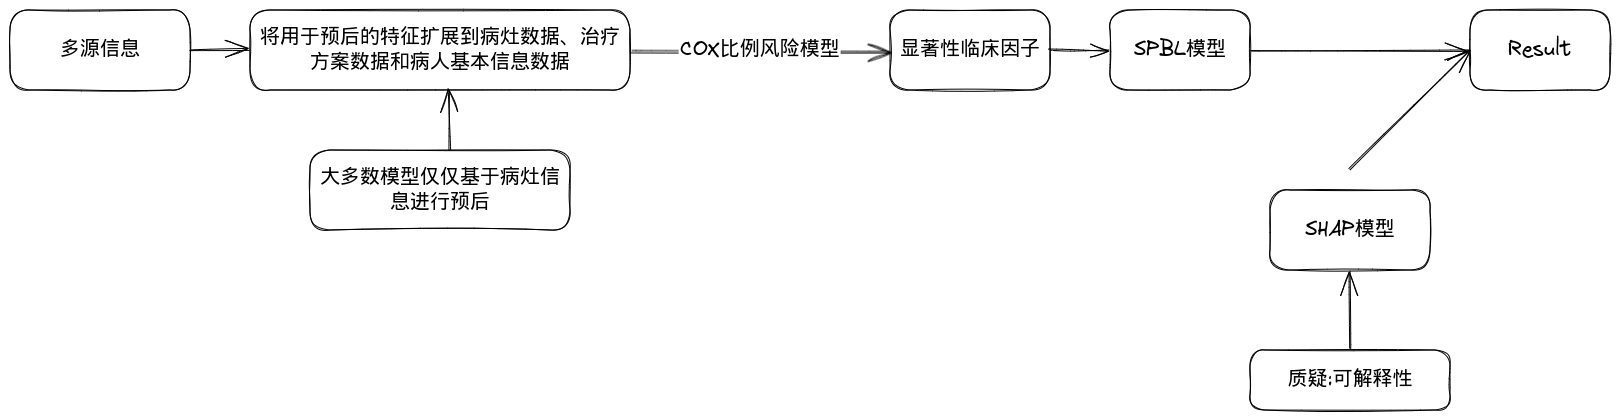 多源信息
将用于预后的特征扩展到病灶数据、治疗
方案数据和病人基本信息数据
COX比例风险模型
显著性临床因子
SPBL模型
Result
大多数模型仅仅基于病灶信
息进行预后
SHAP模型
质疑:可解释性